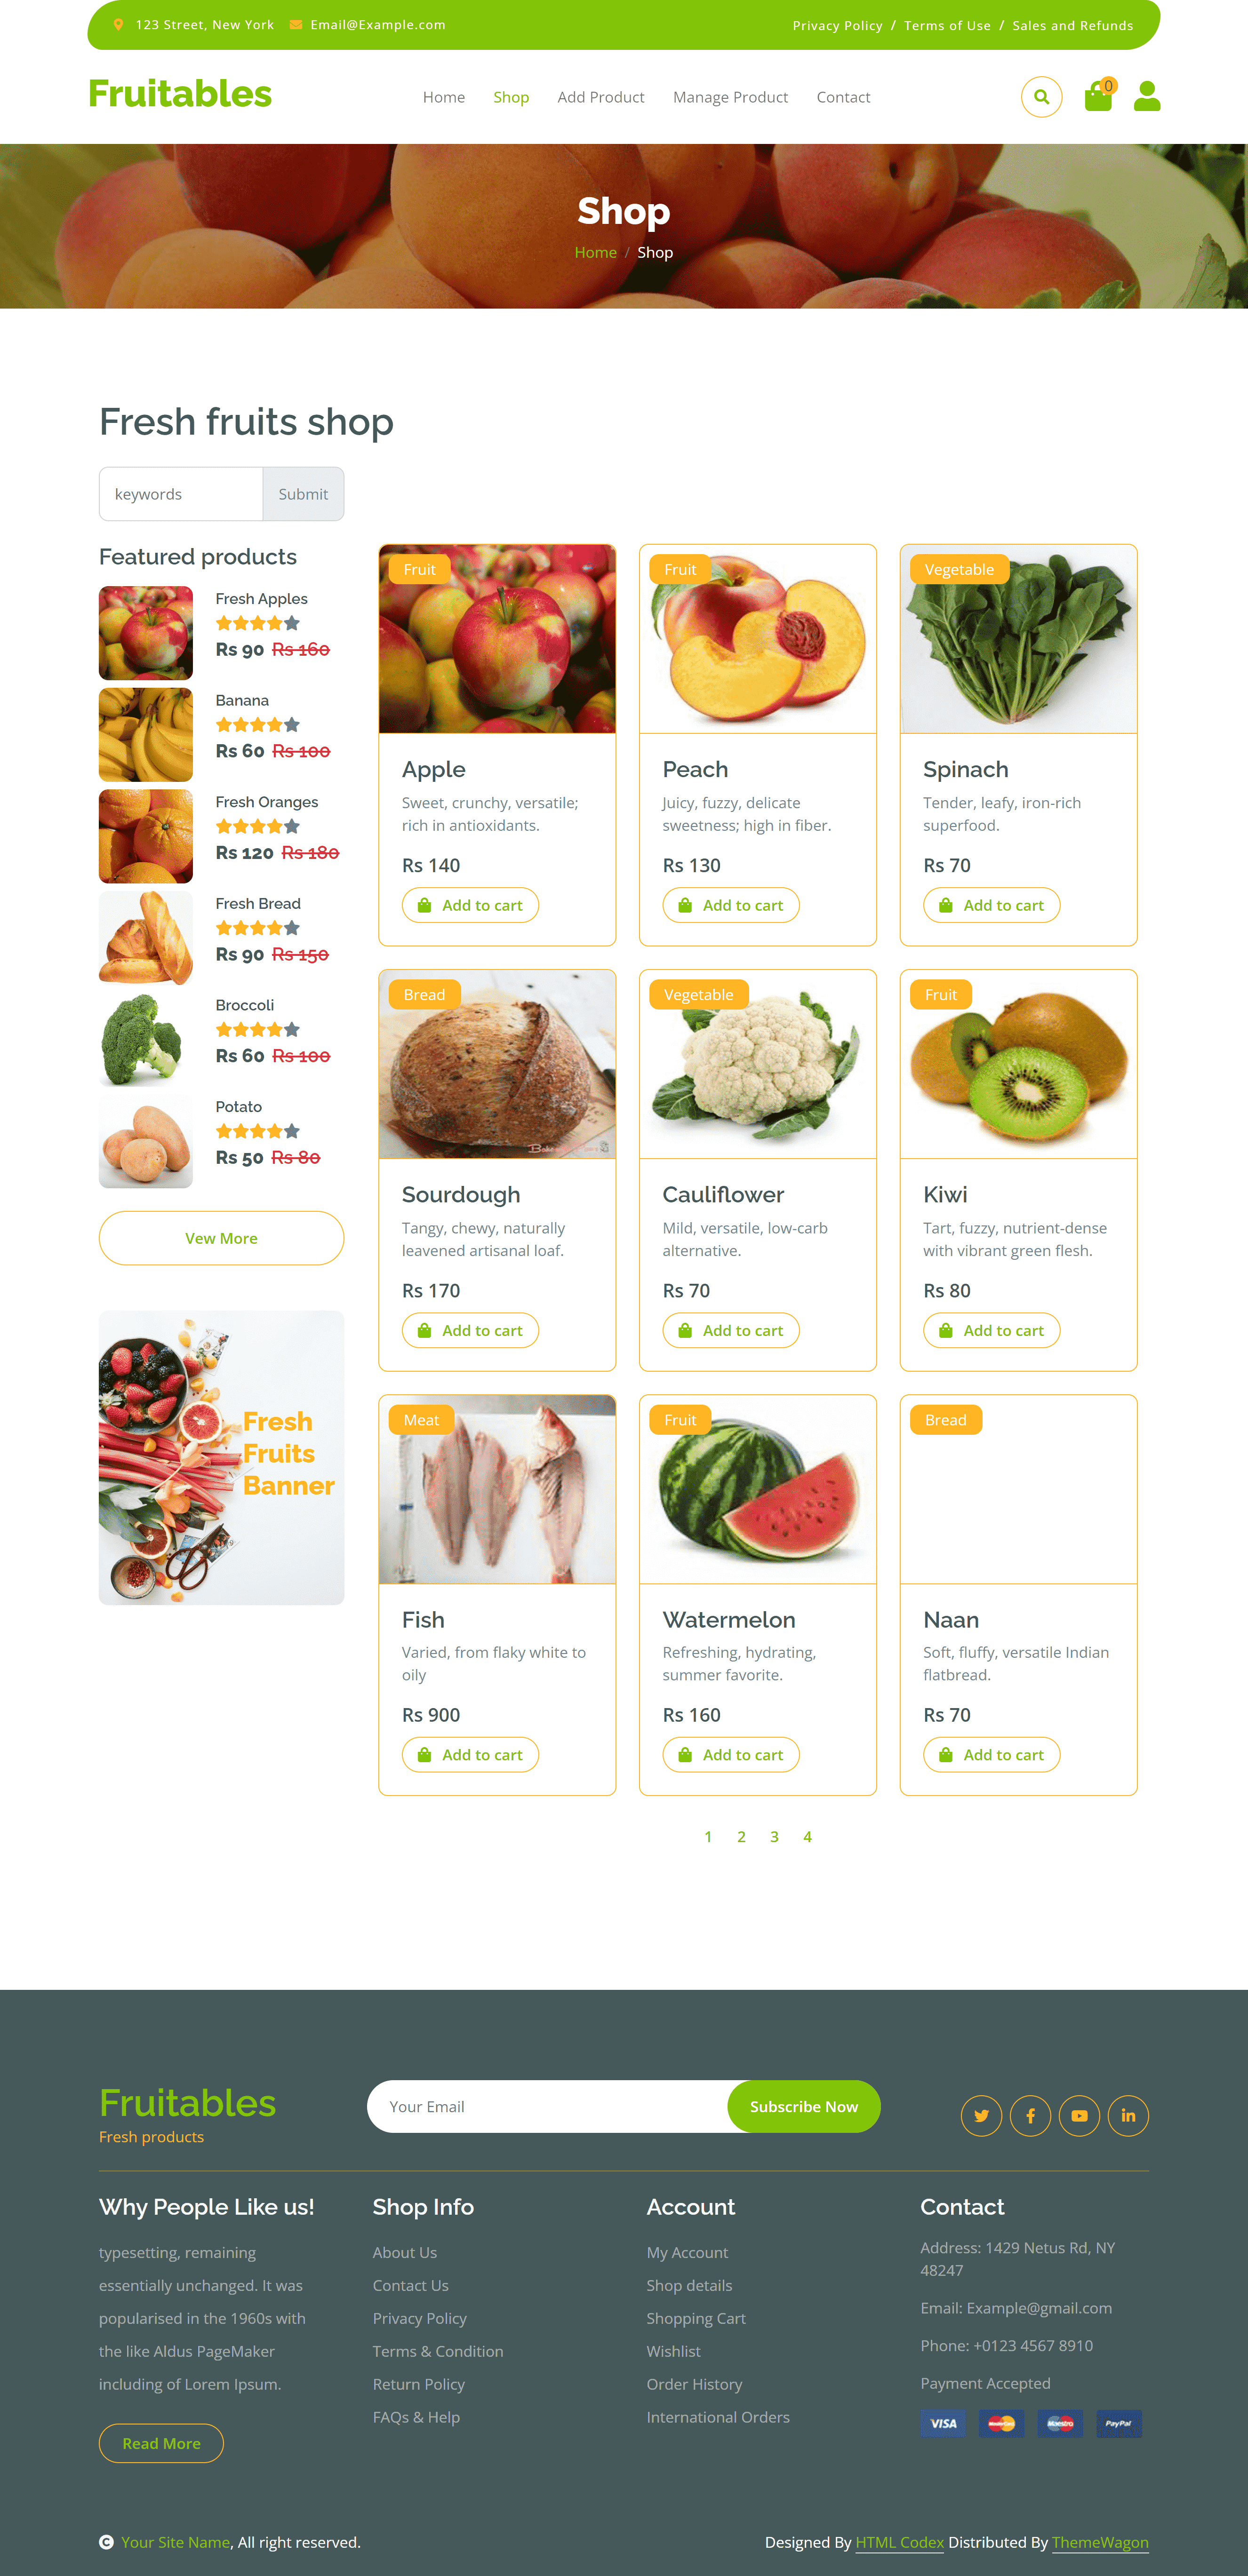 123 Street, New York Email@Example.com
Privacy Policy / Terms of Use / Sales and Refunds
Fruitables
Home Shop Add Product Manage Product Contact
0
Shop
Home / Shop
Fresh fruits shop
keywords Submit
Featured products
Fresh Apples
Rs 90 Rs 160
Banana
Rs 60 Rs 100
Fresh Oranges
Rs 120 Rs 180
Fresh Bread
Rs 90 Rs 150
Broccoli
Rs 60 Rs 100
Potato
Rs 50 Rs 80
Vew More
Fresh
Fruits
Banner
Fruit
Apple
Sweet, crunchy, versatile;
rich in antioxidants.
Rs 140
Add to cart
Fruit
Peach
Juicy, fuzzy, delicate
sweetness; high in fiber.
Rs 130
Add to cart
Vegetable
Spinach
Tender, leafy, iron-rich
superfood.
Rs 70
Add to cart
Bread
Sourdough
Tangy, chewy, naturally
leavened artisanal loaf.
Rs 170
Add to cart
Vegetable
Cauliflower
Mild, versatile, low-carb
alternative.
Rs 70
Add to cart
Fruit
Kiwi
Tart, fuzzy, nutrient-dense
with vibrant green flesh.
Rs 80
Add to cart
Meat
Fish
Varied, from flaky white to
oily
Rs 900
Add to cart
Fruit
Watermelon
Refreshing, hydrating,
summer favorite.
Rs 160
Add to cart
Bread
Naan
Soft, fluffy, versatile Indian
flatbread.
Rs 70
Add to cart
1 2 3 4
Fruitables
Fresh products
Your Email Subscribe Now
Why People Like us!
typesetting, remaining
essentially unchanged. It was
popularised in the 1960s with
the like Aldus PageMaker
including of Lorem Ipsum.
Read More
Shop Info
About Us
Contact Us
Privacy Policy
Terms & Condition
Return Policy
FAQs & Help
Account
My Account
Shop details
Shopping Cart
Wishlist
Order History
International Orders
Contact
Address: 1429 Netus Rd, NY
48247
Email: Example@gmail.com
Phone: +0123 4567 8910
Payment Accepted
VISA MasterCard Maestro PayPal
Your Site Name, All right reserved.
Designed By HTML Codex Distributed By ThemeWagon